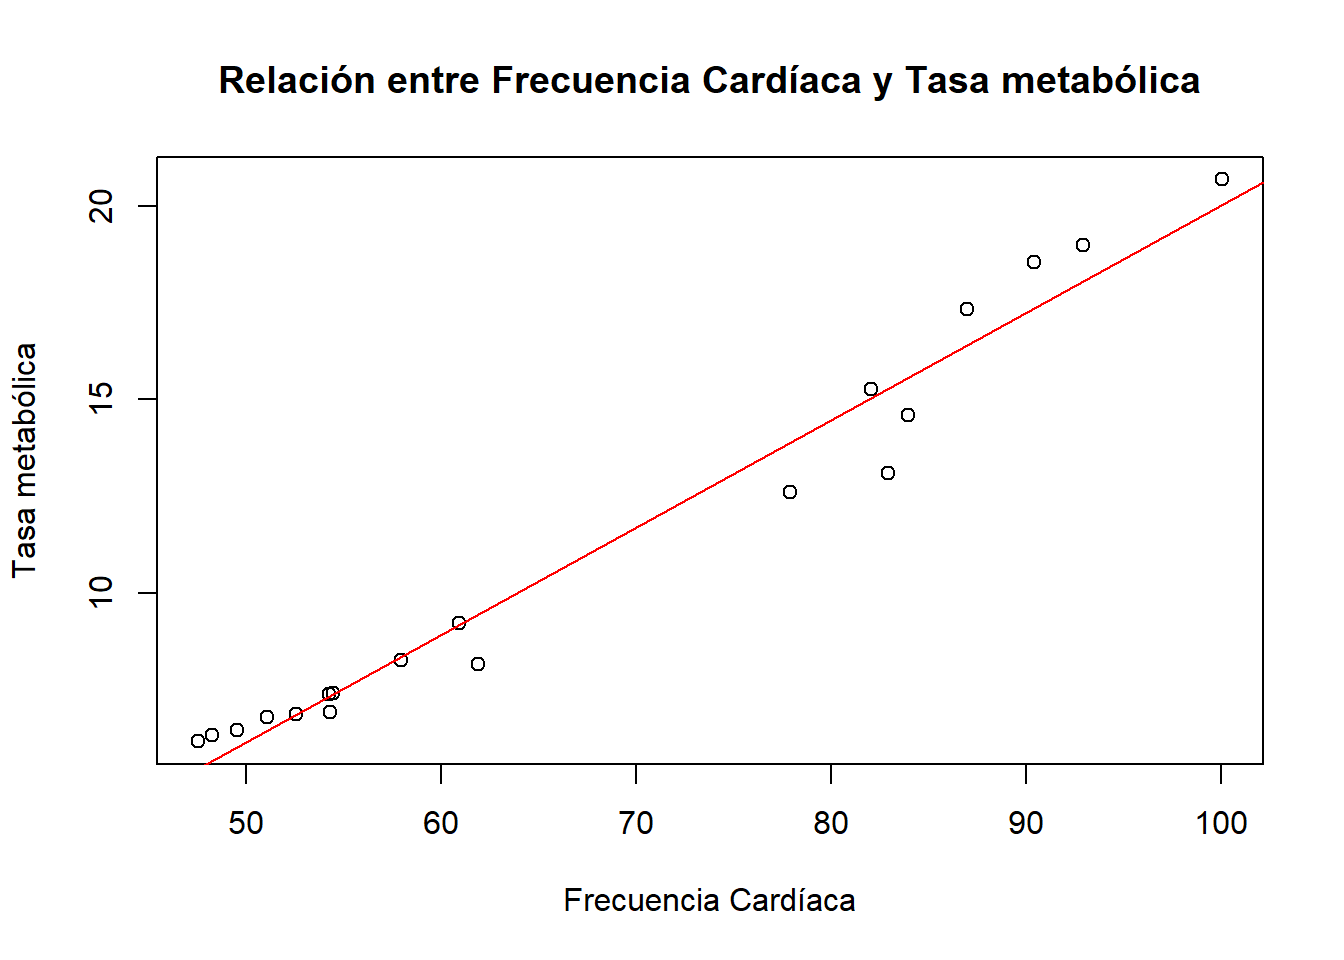 Relación entre Frecuencia Cardíaca y Tasa metabólica
20
15
10
Tasa metabólica
50 60 70 80 90 100
Frecuencia Cardíaca